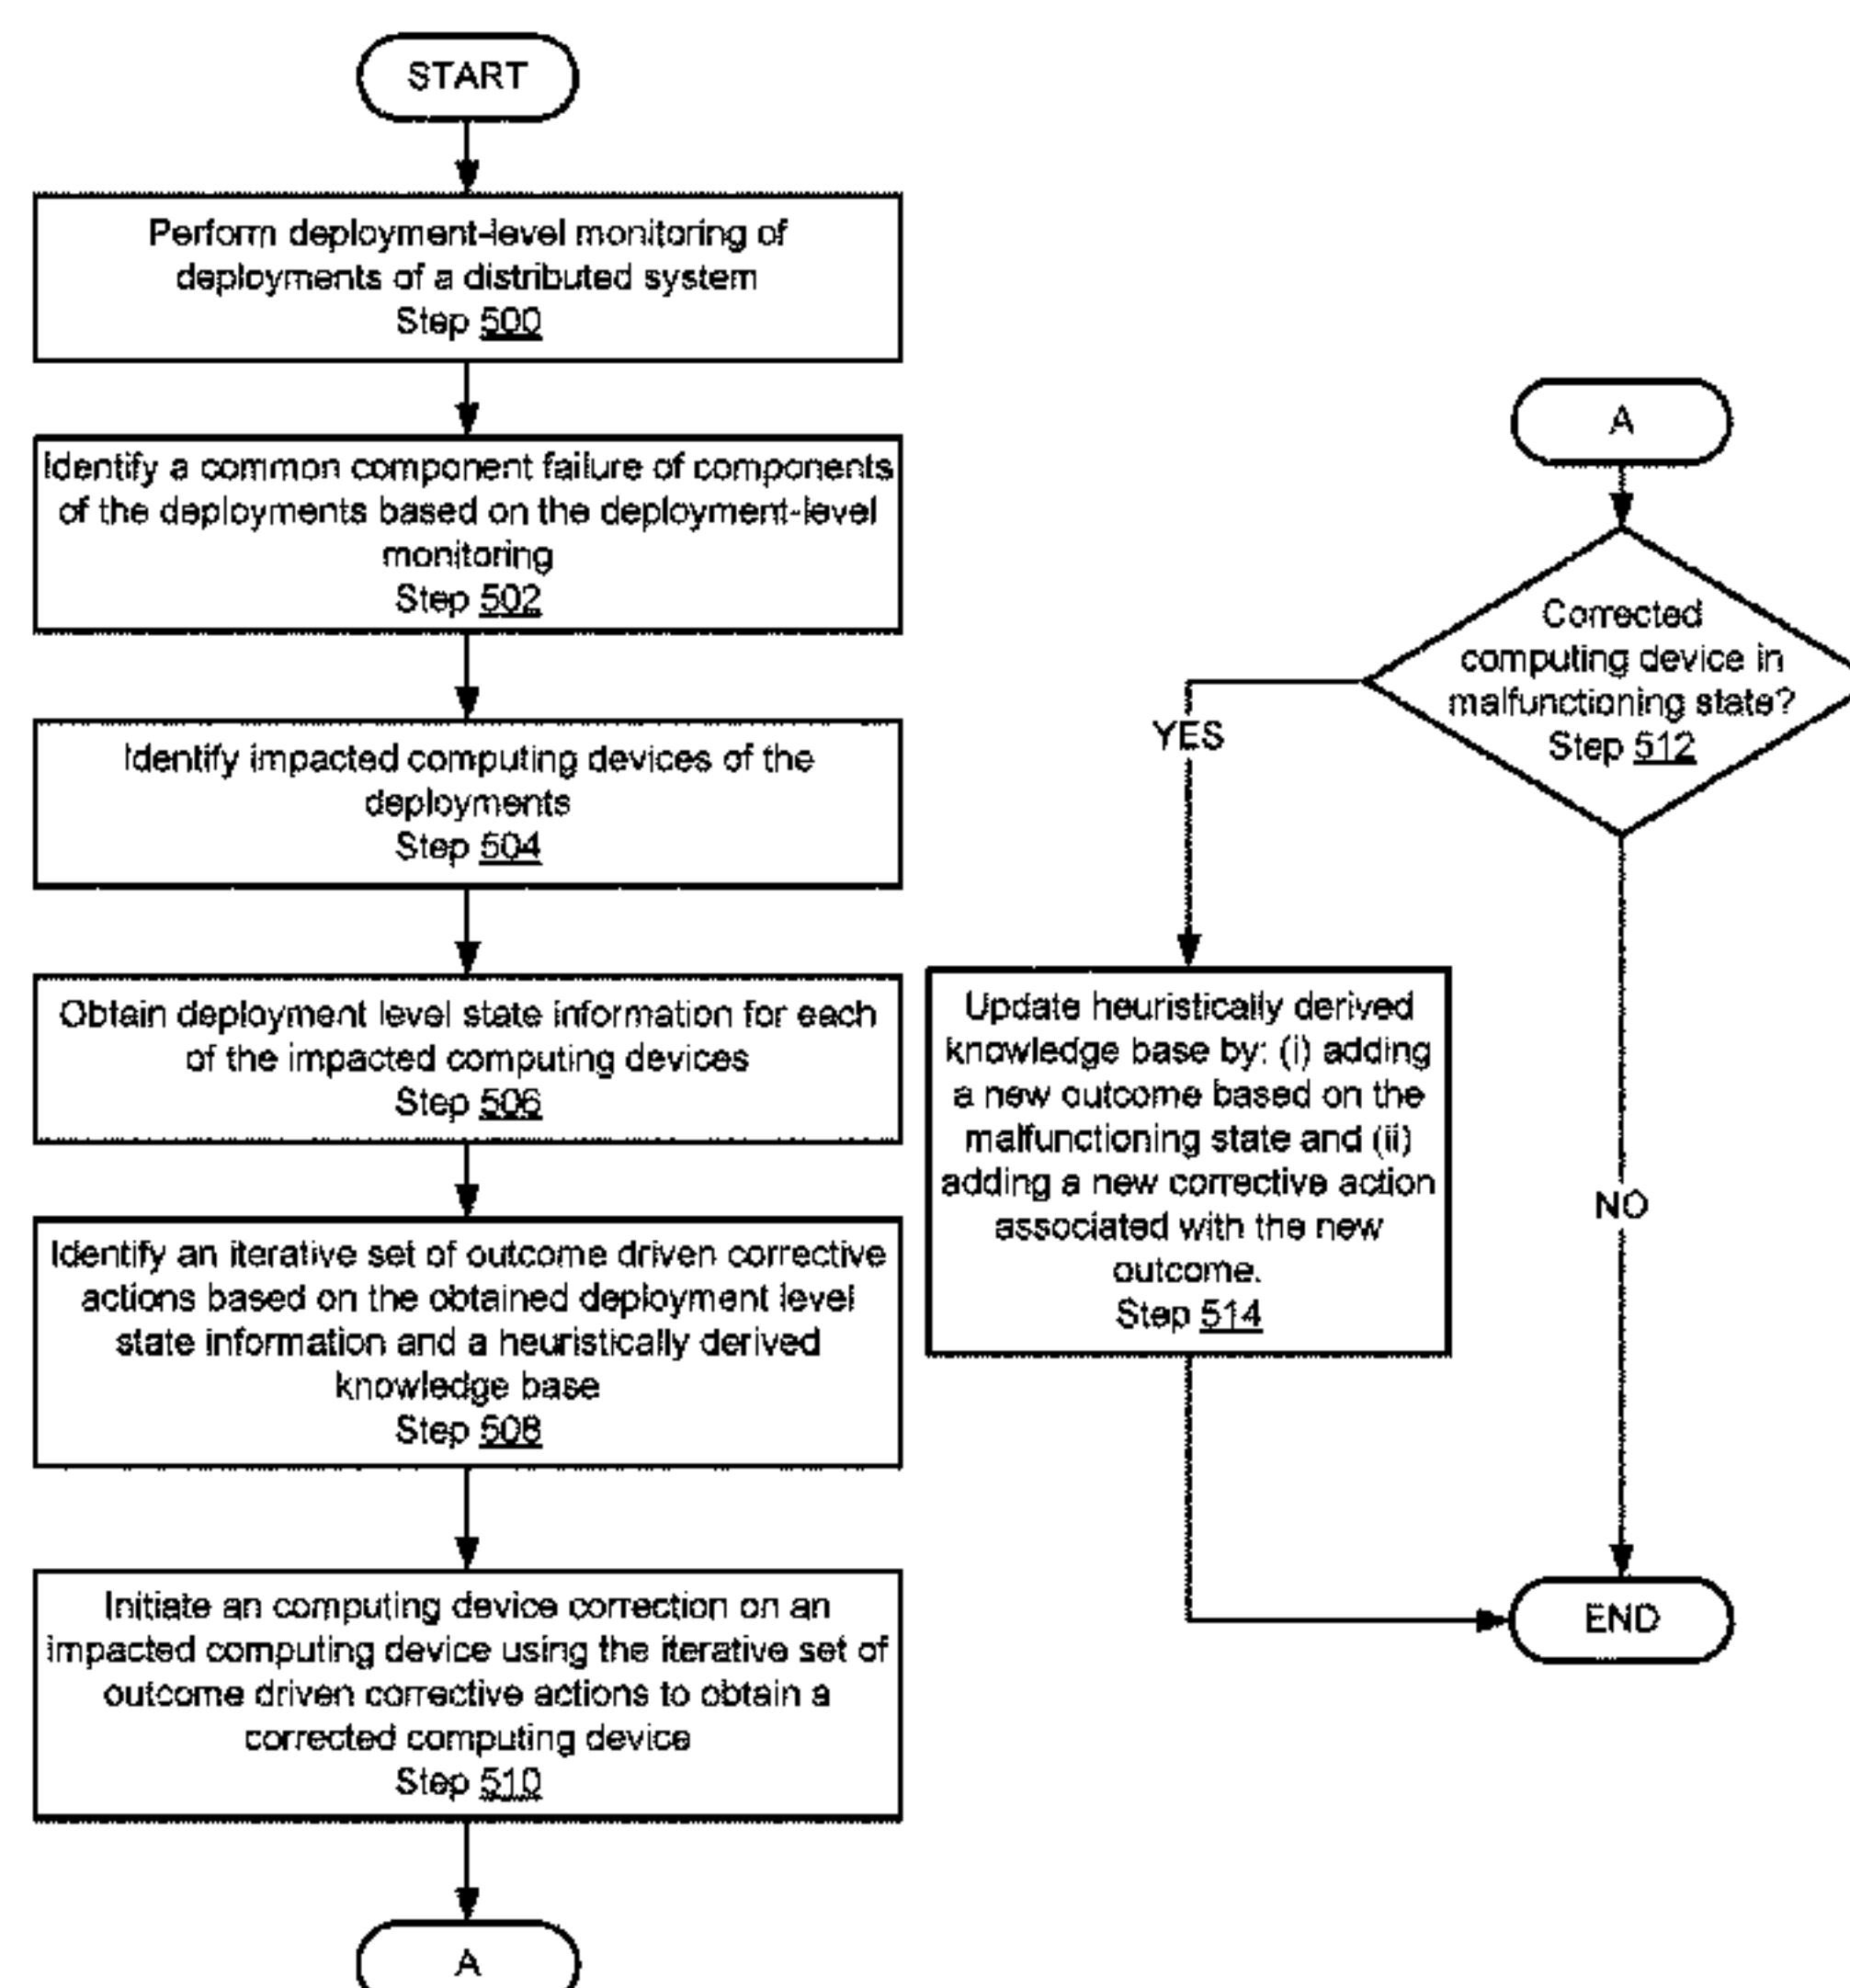 START
Perform deployment-level monitoring of
deployments of a distributed system
Step 500
Identify a common component failure of components
of the deployments based on the deployment-level
monitoring
Step 502
Identify impacted computing devices of the
deployments
Step 504
Obtain deployment level state information for each
of the impacted computing devices
Step 506
Identify an iterative set of outcome driven corrective
actions based on the obtained deployment level
state information and a heuristically derived
knowledge base
Step 508
Initiate an computing device correction on an
impacted computing device using the iterative set of
outcome driven corrective actions to obtain a
corrected computing device
Step 510
A
A
Corrected
computing device in
malfunctioning state?
Step 512
YES
Update heuristically derived
knowledge base by: (i) adding
a new outcome based on the
malfunctioning state and (ii)
adding a new corrective action
associated with the new
outcome.
Step 514
NO
END